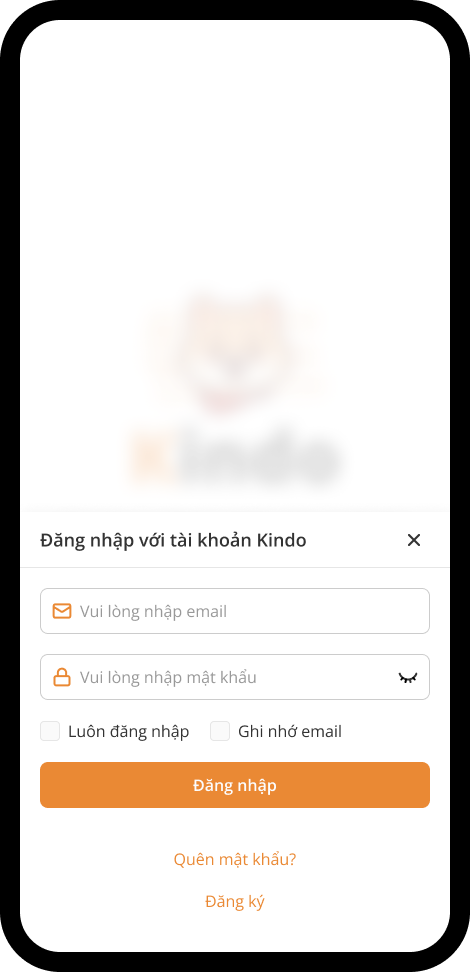 Kindo
Đăng nhập với tài khoản Kindo
Vui lòng nhập email
Vui lòng nhập mật khẩu
Luôn đăng nhập
Ghi nhớ email
Đăng nhập
Quên mật khẩu?
Đăng ký